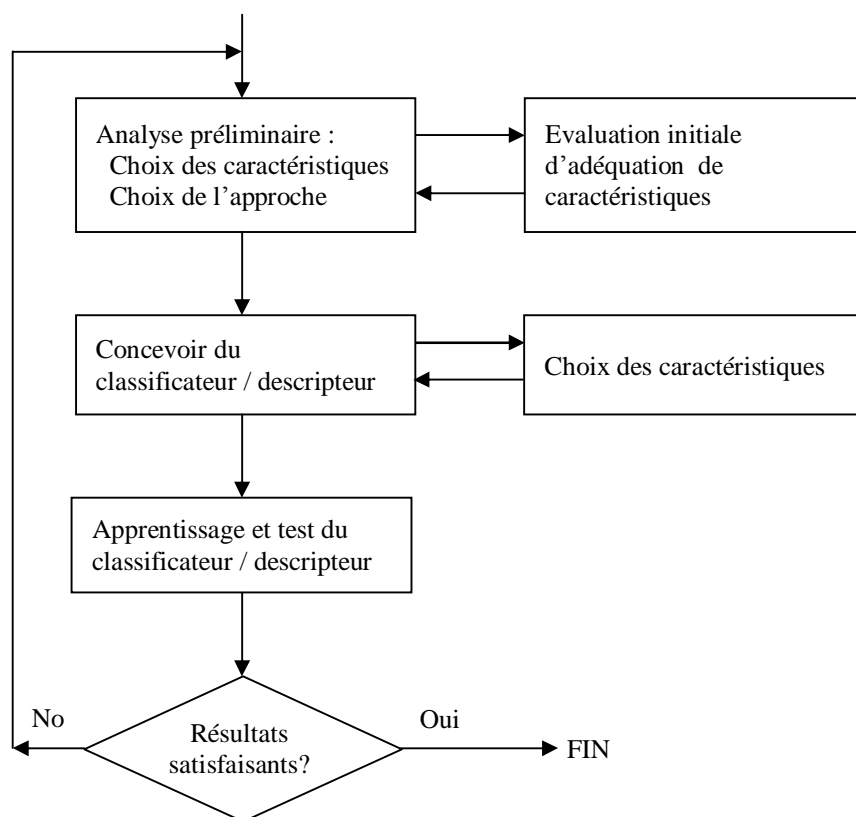 Analyse préliminaire :
Choix des caractéristiques
Choix de l'approche
Evaluation initiale
d'adéquation de
caractéristiques
Concevoir du
classificateur / descripteur
Choix des caractéristiques
Apprentissage et test du
classificateur / descripteur
No
Résultats
satisfaisants?
Oui
FIN